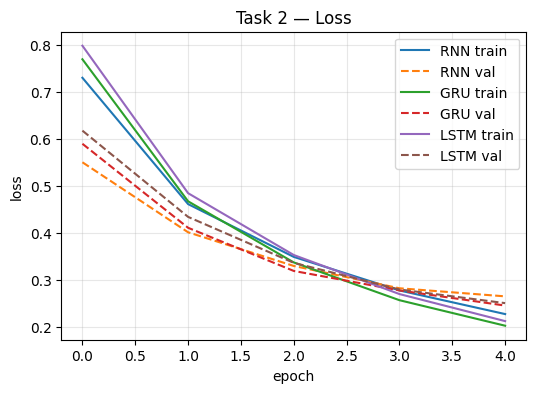 Task 2 — Loss
loss
0.8
0.7
0.6
0.5
0.4
0.3
0.2
RNN train
RNN val
GRU train
GRU val
LSTM train
LSTM val
0.0 0.5 1.0 1.5 2.0 2.5 3.0 3.5 4.0
epoch